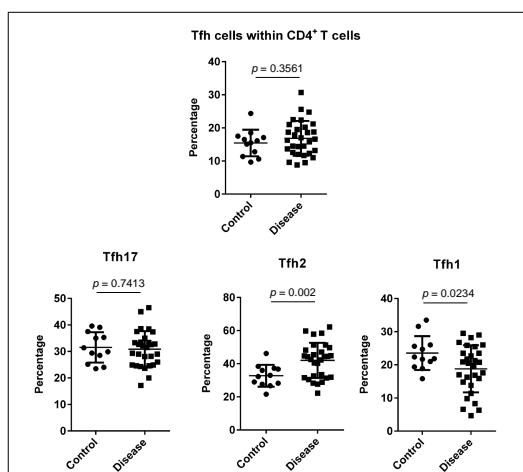 Tfh cells within CD4⁺ T cells
p = 0.3561
40
30
20
10
0
Percentage
Control
Disease
Tfh17
p = 0.7413
50
40
30
20
10
0
Percentage
Control
Disease
Tfh2
p = 0.002
80
60
40
20
0
Percentage
Control
Disease
Tfh1
p = 0.0234
40
30
20
10
0
Percentage
Control
Disease